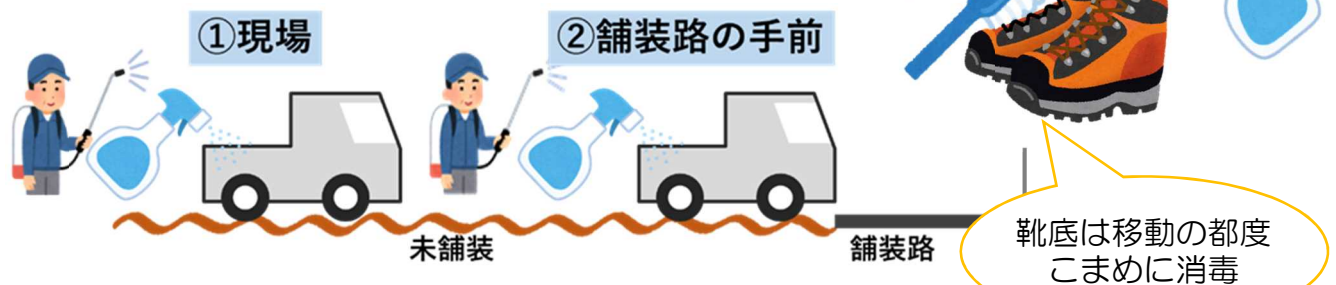 ①現場
②舗装路の手前
未舗装
舗装路
靴底は移動の都度
こまめに消毒